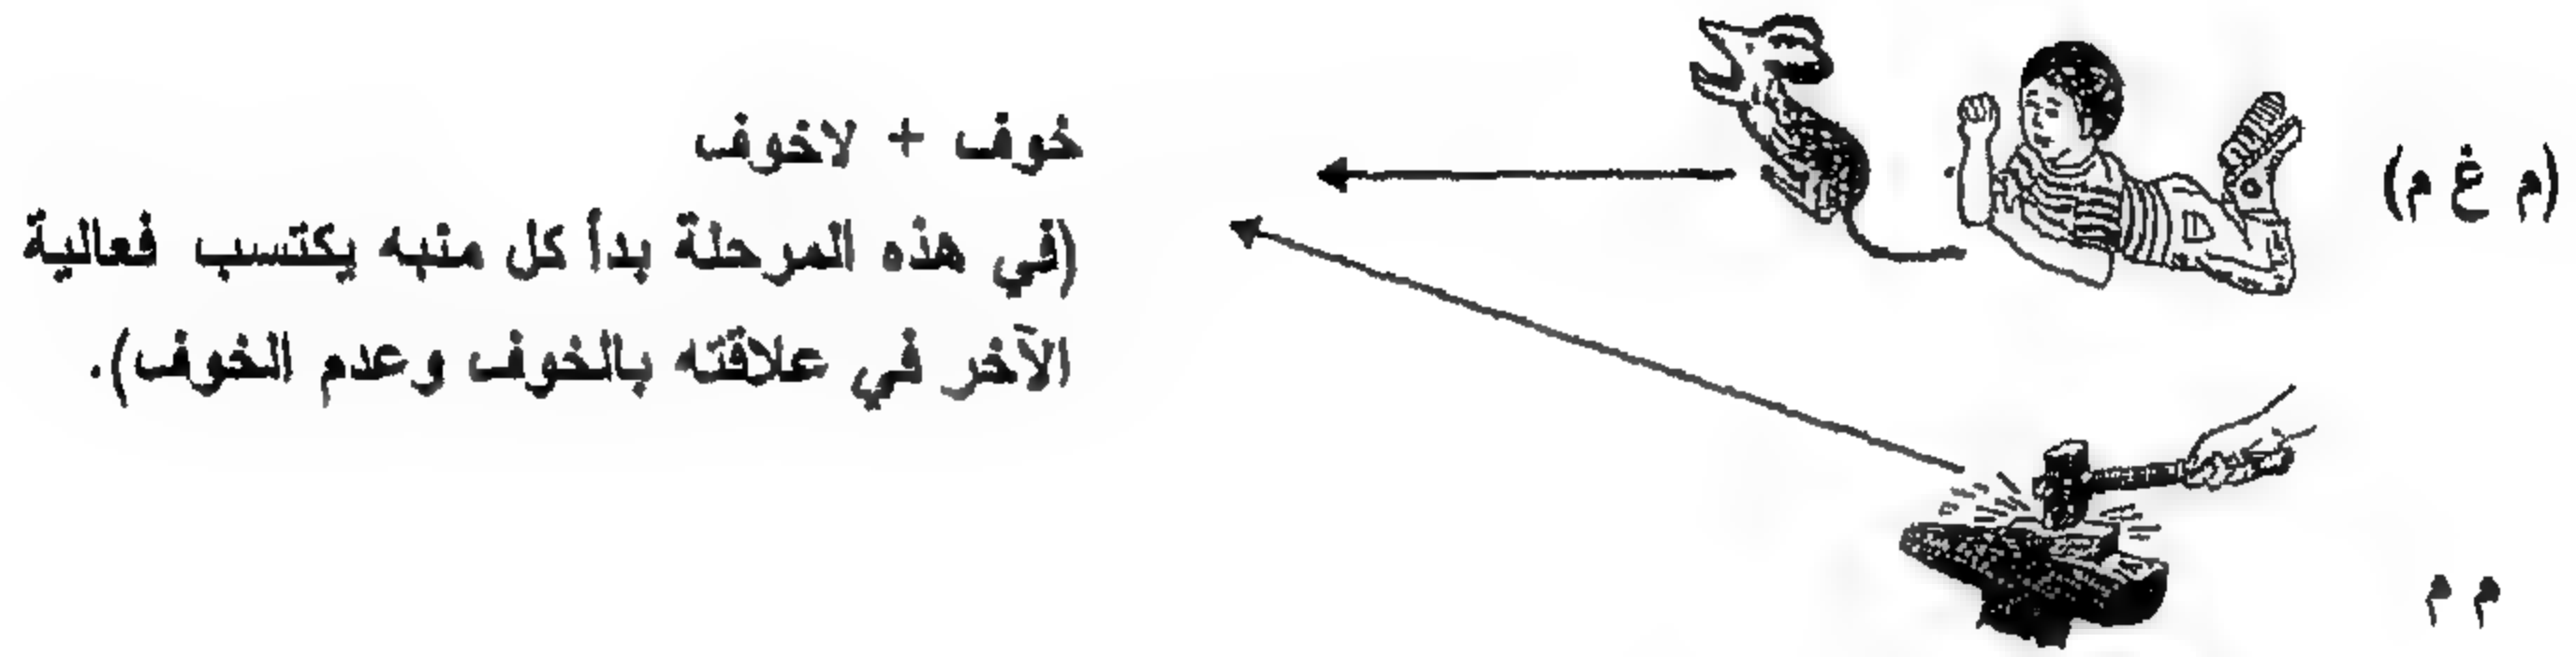 (م غ م)
خوف + لاخوف
(في هذه المرحلة بدأ كل منبه يكتسب فعالية
الآخر في علاقته بالخوف وعدم الخوف).
م م